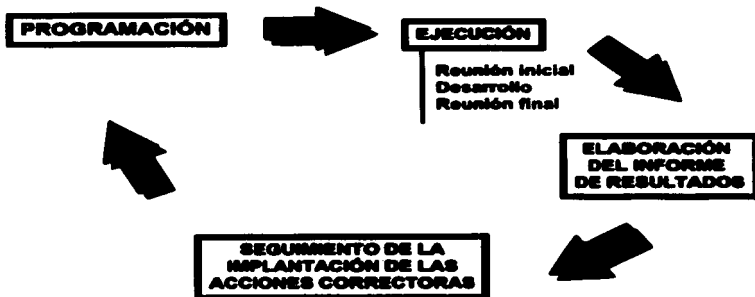 PROGRAMACIÓN
EJECUCIÓN
Reunión inicial
Desarrollo
Reunión final
ELABORACIÓN
DEL INFORME
DE RESULTADOS
SEGUIMIENTO DE LA
IMPLANTACIÓN DE LAS
ACCIONES CORRECTORAS